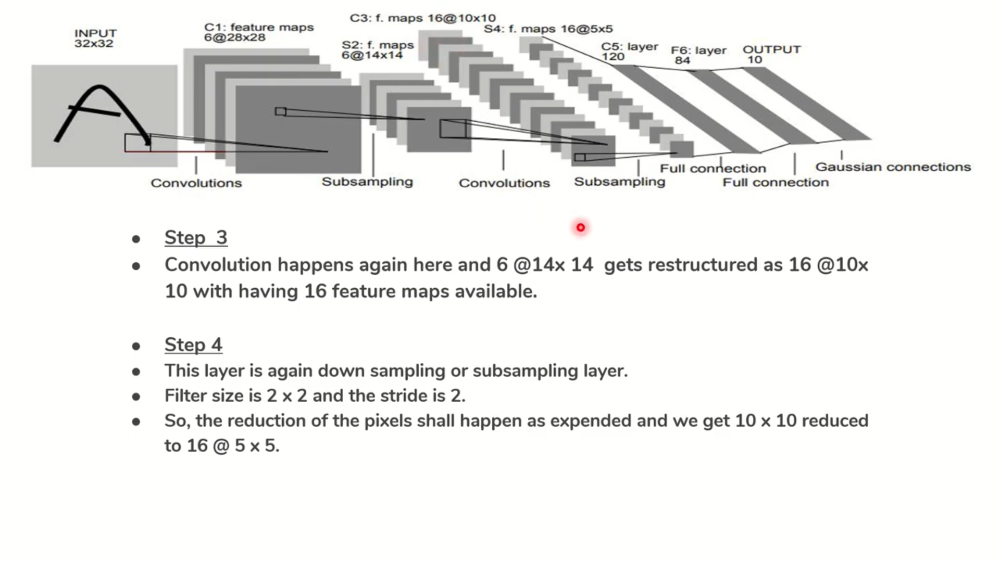 INPUT
32x32
C1: feature maps
6@28x28
S2: f. maps
6@14x14
C3: f. maps 16@10x10
S4: f. maps 16@5x5
C5: layer
120
F6: layer
84
OUTPUT
10
Convolutions
Subsampling
Convolutions
Subsampling
Full connection
Full connection
Gaussian connections
● Step  3
● Convolution happens again here and 6 @14x 14  gets restructured as 16 @10x
10 with having 16 feature maps available.
● Step 4
● This layer is again down sampling or subsampling layer.
● Filter size is 2 x 2 and the stride is 2.
● So, the reduction of the pixels shall happen as expended and we get 10 x 10 reduced
to 16 @ 5 x 5.